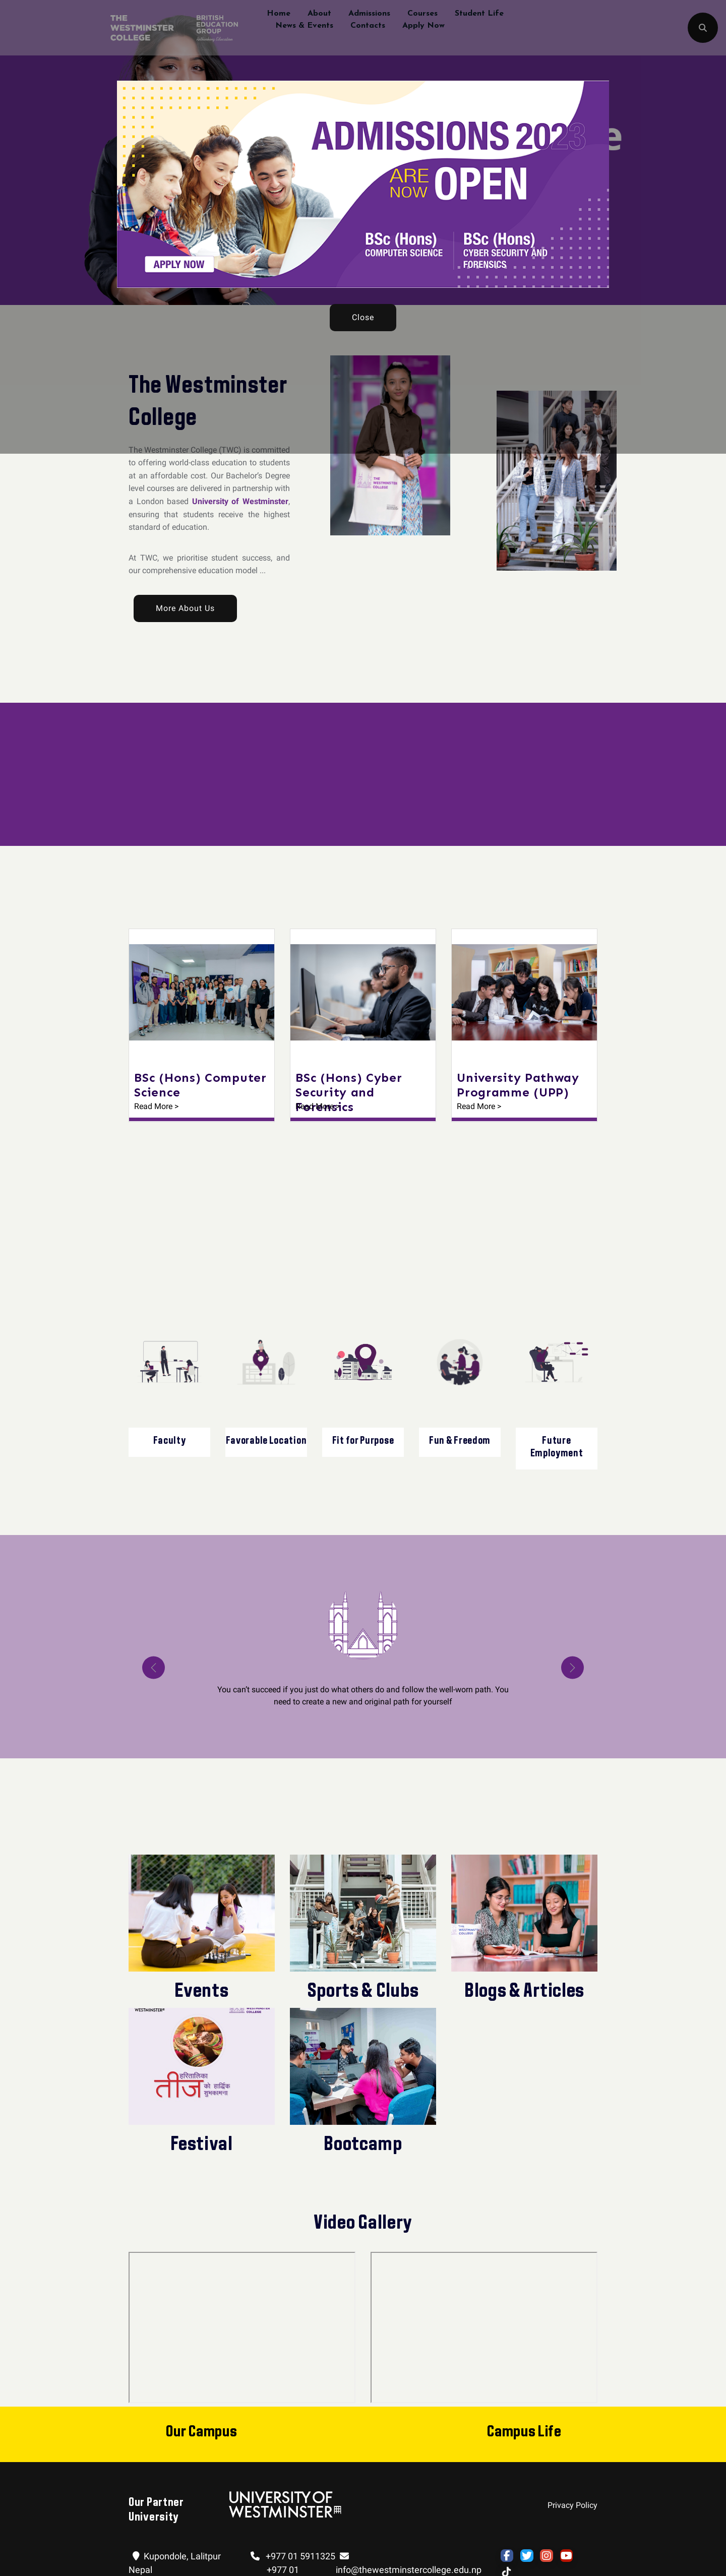 THE
WESTMINSTER
COLLEGE
BRITISH
EDUCATION
GROUP
Home About Admissions Courses Student Life
News & Events Contacts Apply Now
e
ADMISSIONS 2023
ARE
NOW OPEN
BSc (Hons)
COMPUTER SCIENCE
BSc (Hons)
CYBER SECURITY AND
FORENSICS
APPLY NOW
Close
The Westminster
College
The Westminster College (TWC) is committed
to offering world-class education to students
at an affordable cost. Our Bachelor's Degree
level courses are delivered in partnership with
a London based University of Westminster,
ensuring that students receive the highest
standard of education.
At TWC, we prioritise student success, and
our comprehensive education model ...
More About Us
BSc (Hons) Computer
Science
Read More >
BSc (Hons) Cyber
Security and
Forensics
Read More >
University Pathway
Programme (UPP)
Read More >
Faculty
Favorable Location
Fit for Purpose
Fun & Freedom
Future
Employment
You can't succeed if you just do what others do and follow the well-worn path. You
need to create a new and original path for yourself
Events
Sports & Clubs
Blogs & Articles
WESTMINSTER
COLLEGE
हरितालिका
तीज को हार्दिक
शुभकामना
Festival
Bootcamp
Video Gallery
Our Campus
Campus Life
Our Partner
University
UNIVERSITY OF
WESTMINSTER
Privacy Policy
Kupondole, Lalitpur
Nepal
+977 01 5911325
+977 01
info@thewestminstercollege.edu.np